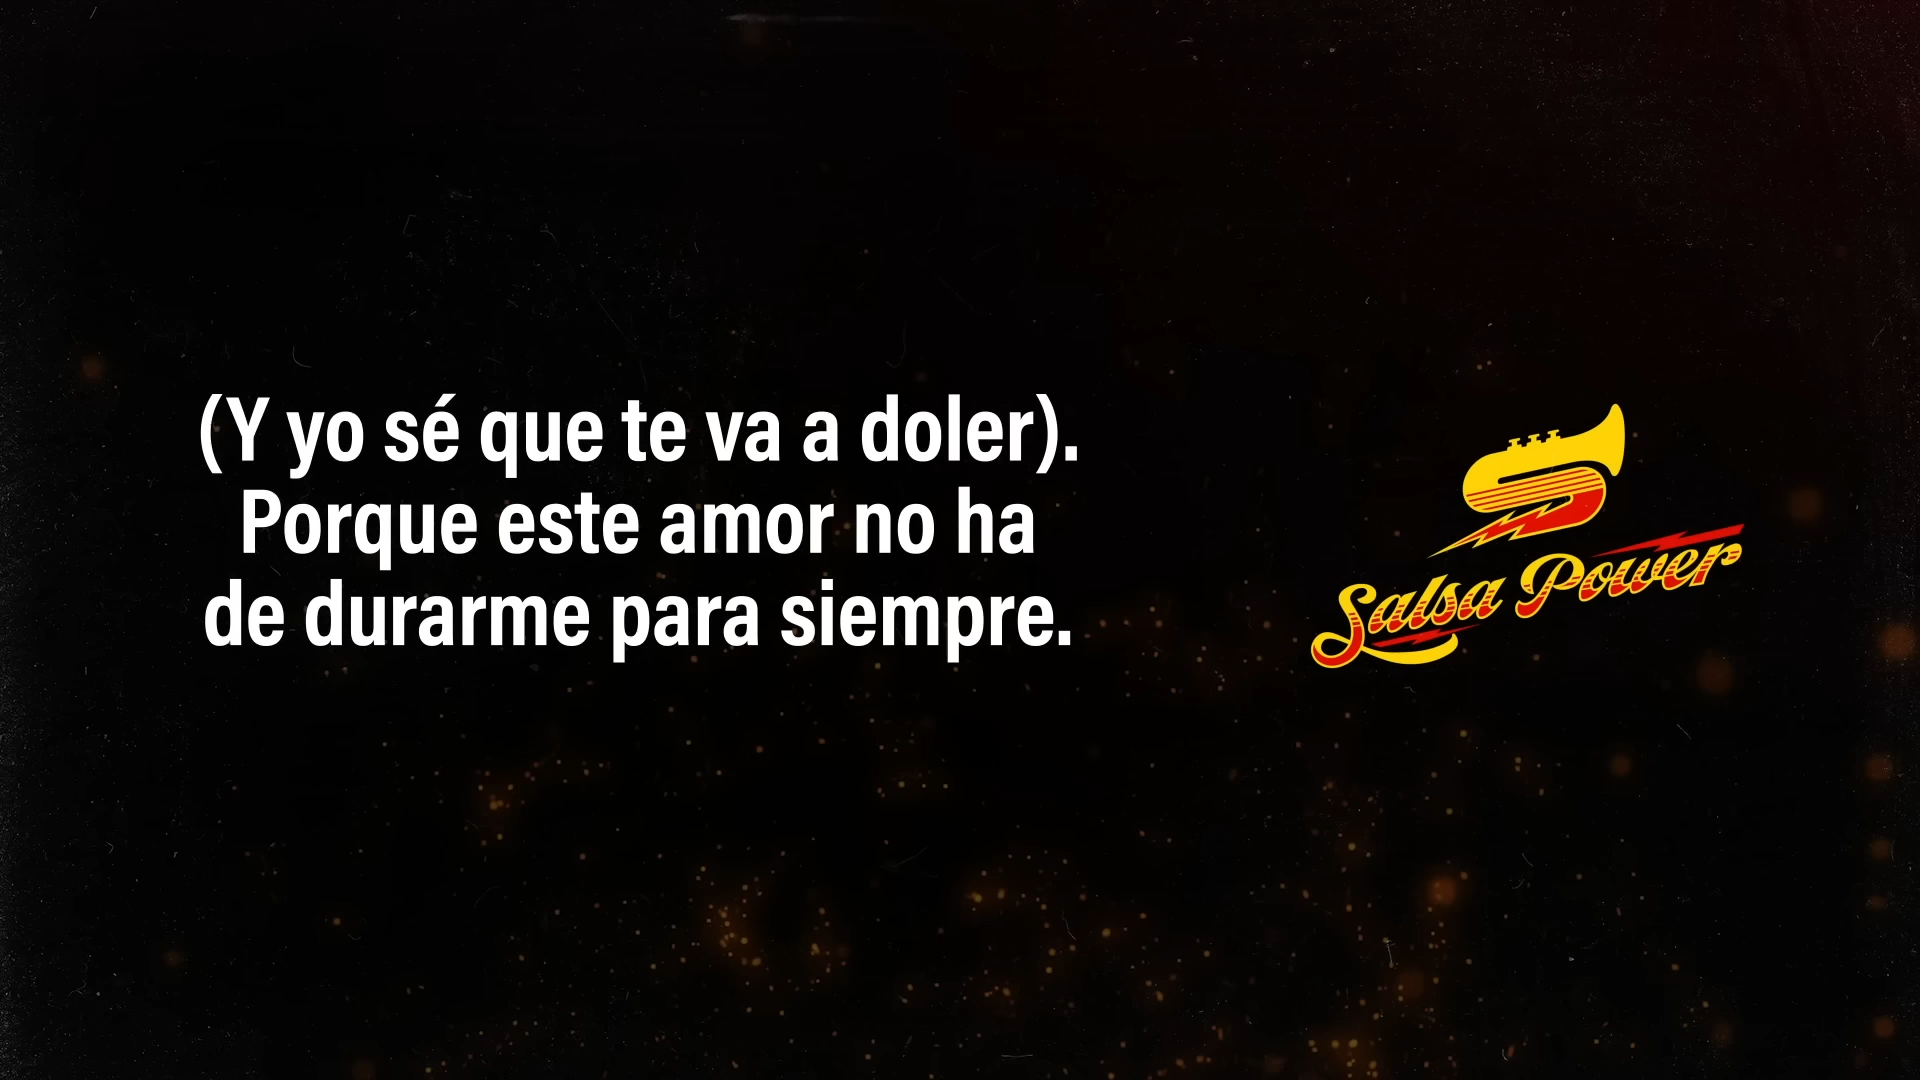 (Y yo sé que te va a doler).
Porque este amor no ha
de durarme para siempre.
Salsa Power